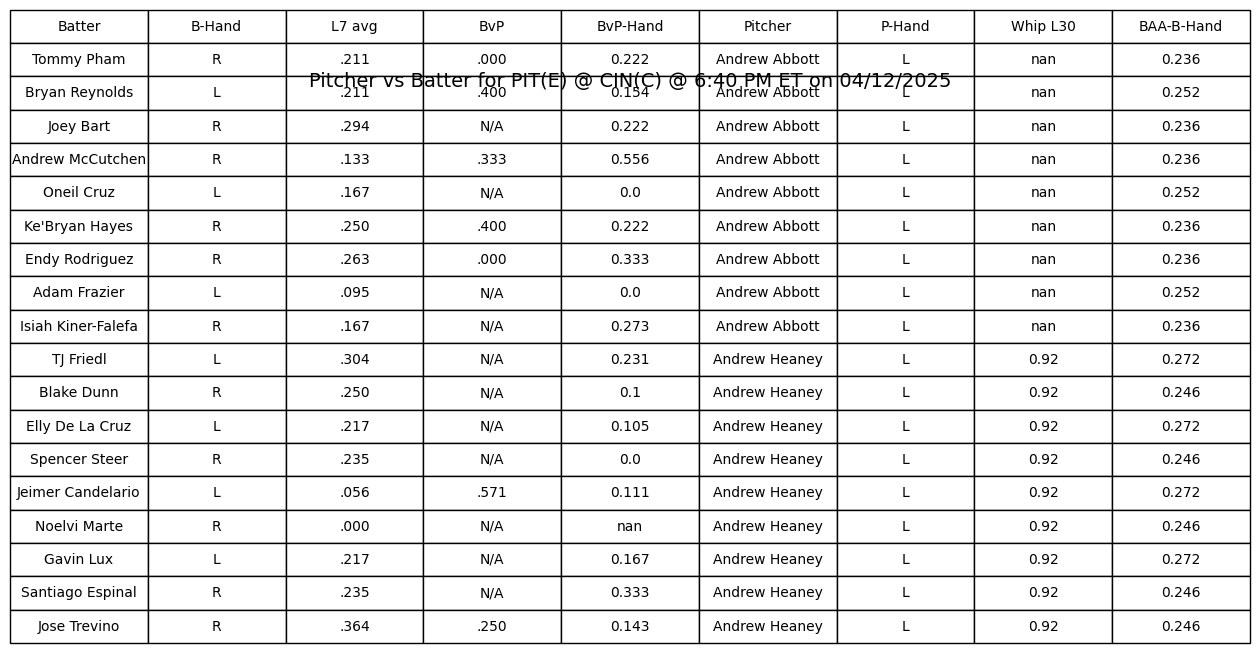 Batter B-Hand L7 avg BvP BvP-Hand Pitcher P-Hand Whip L30 BAA-B-Hand
Tommy Pham R .211 .000 0.222 Andrew Abbott L nan 0.236
Pitcher vs Batter for PIT(E) @ CIN(C) @ 6:40 PM ET on 04/12/2025
Bryan Reynolds L .211 .400 0.154 Andrew Abbott L nan 0.252
Joey Bart R .294 N/A 0.222 Andrew Abbott L nan 0.236
Andrew McCutchen R .133 .333 0.556 Andrew Abbott L nan 0.236
Oneil Cruz L .167 N/A 0.0 Andrew Abbott L nan 0.252
Ke'Bryan Hayes R .250 .400 0.222 Andrew Abbott L nan 0.236
Endy Rodriguez R .263 .000 0.333 Andrew Abbott L nan 0.236
Adam Frazier L .095 N/A 0.0 Andrew Abbott L nan 0.252
Isiah Kiner-Falefa R .167 N/A 0.273 Andrew Abbott L nan 0.236
TJ Friedl L .304 N/A 0.231 Andrew Heaney L 0.92 0.272
Blake Dunn R .250 N/A 0.1 Andrew Heaney L 0.92 0.246
Elly De La Cruz L .217 N/A 0.105 Andrew Heaney L 0.92 0.272
Spencer Steer R .235 N/A 0.0 Andrew Heaney L 0.92 0.246
Jeimer Candelario L .056 .571 0.111 Andrew Heaney L 0.92 0.272
Noelvi Marte R .000 N/A nan Andrew Heaney L 0.92 0.246
Gavin Lux L .217 N/A 0.167 Andrew Heaney L 0.92 0.272
Santiago Espinal R .235 N/A 0.333 Andrew Heaney L 0.92 0.246
Jose Trevino R .364 .250 0.143 Andrew Heaney L 0.92 0.246